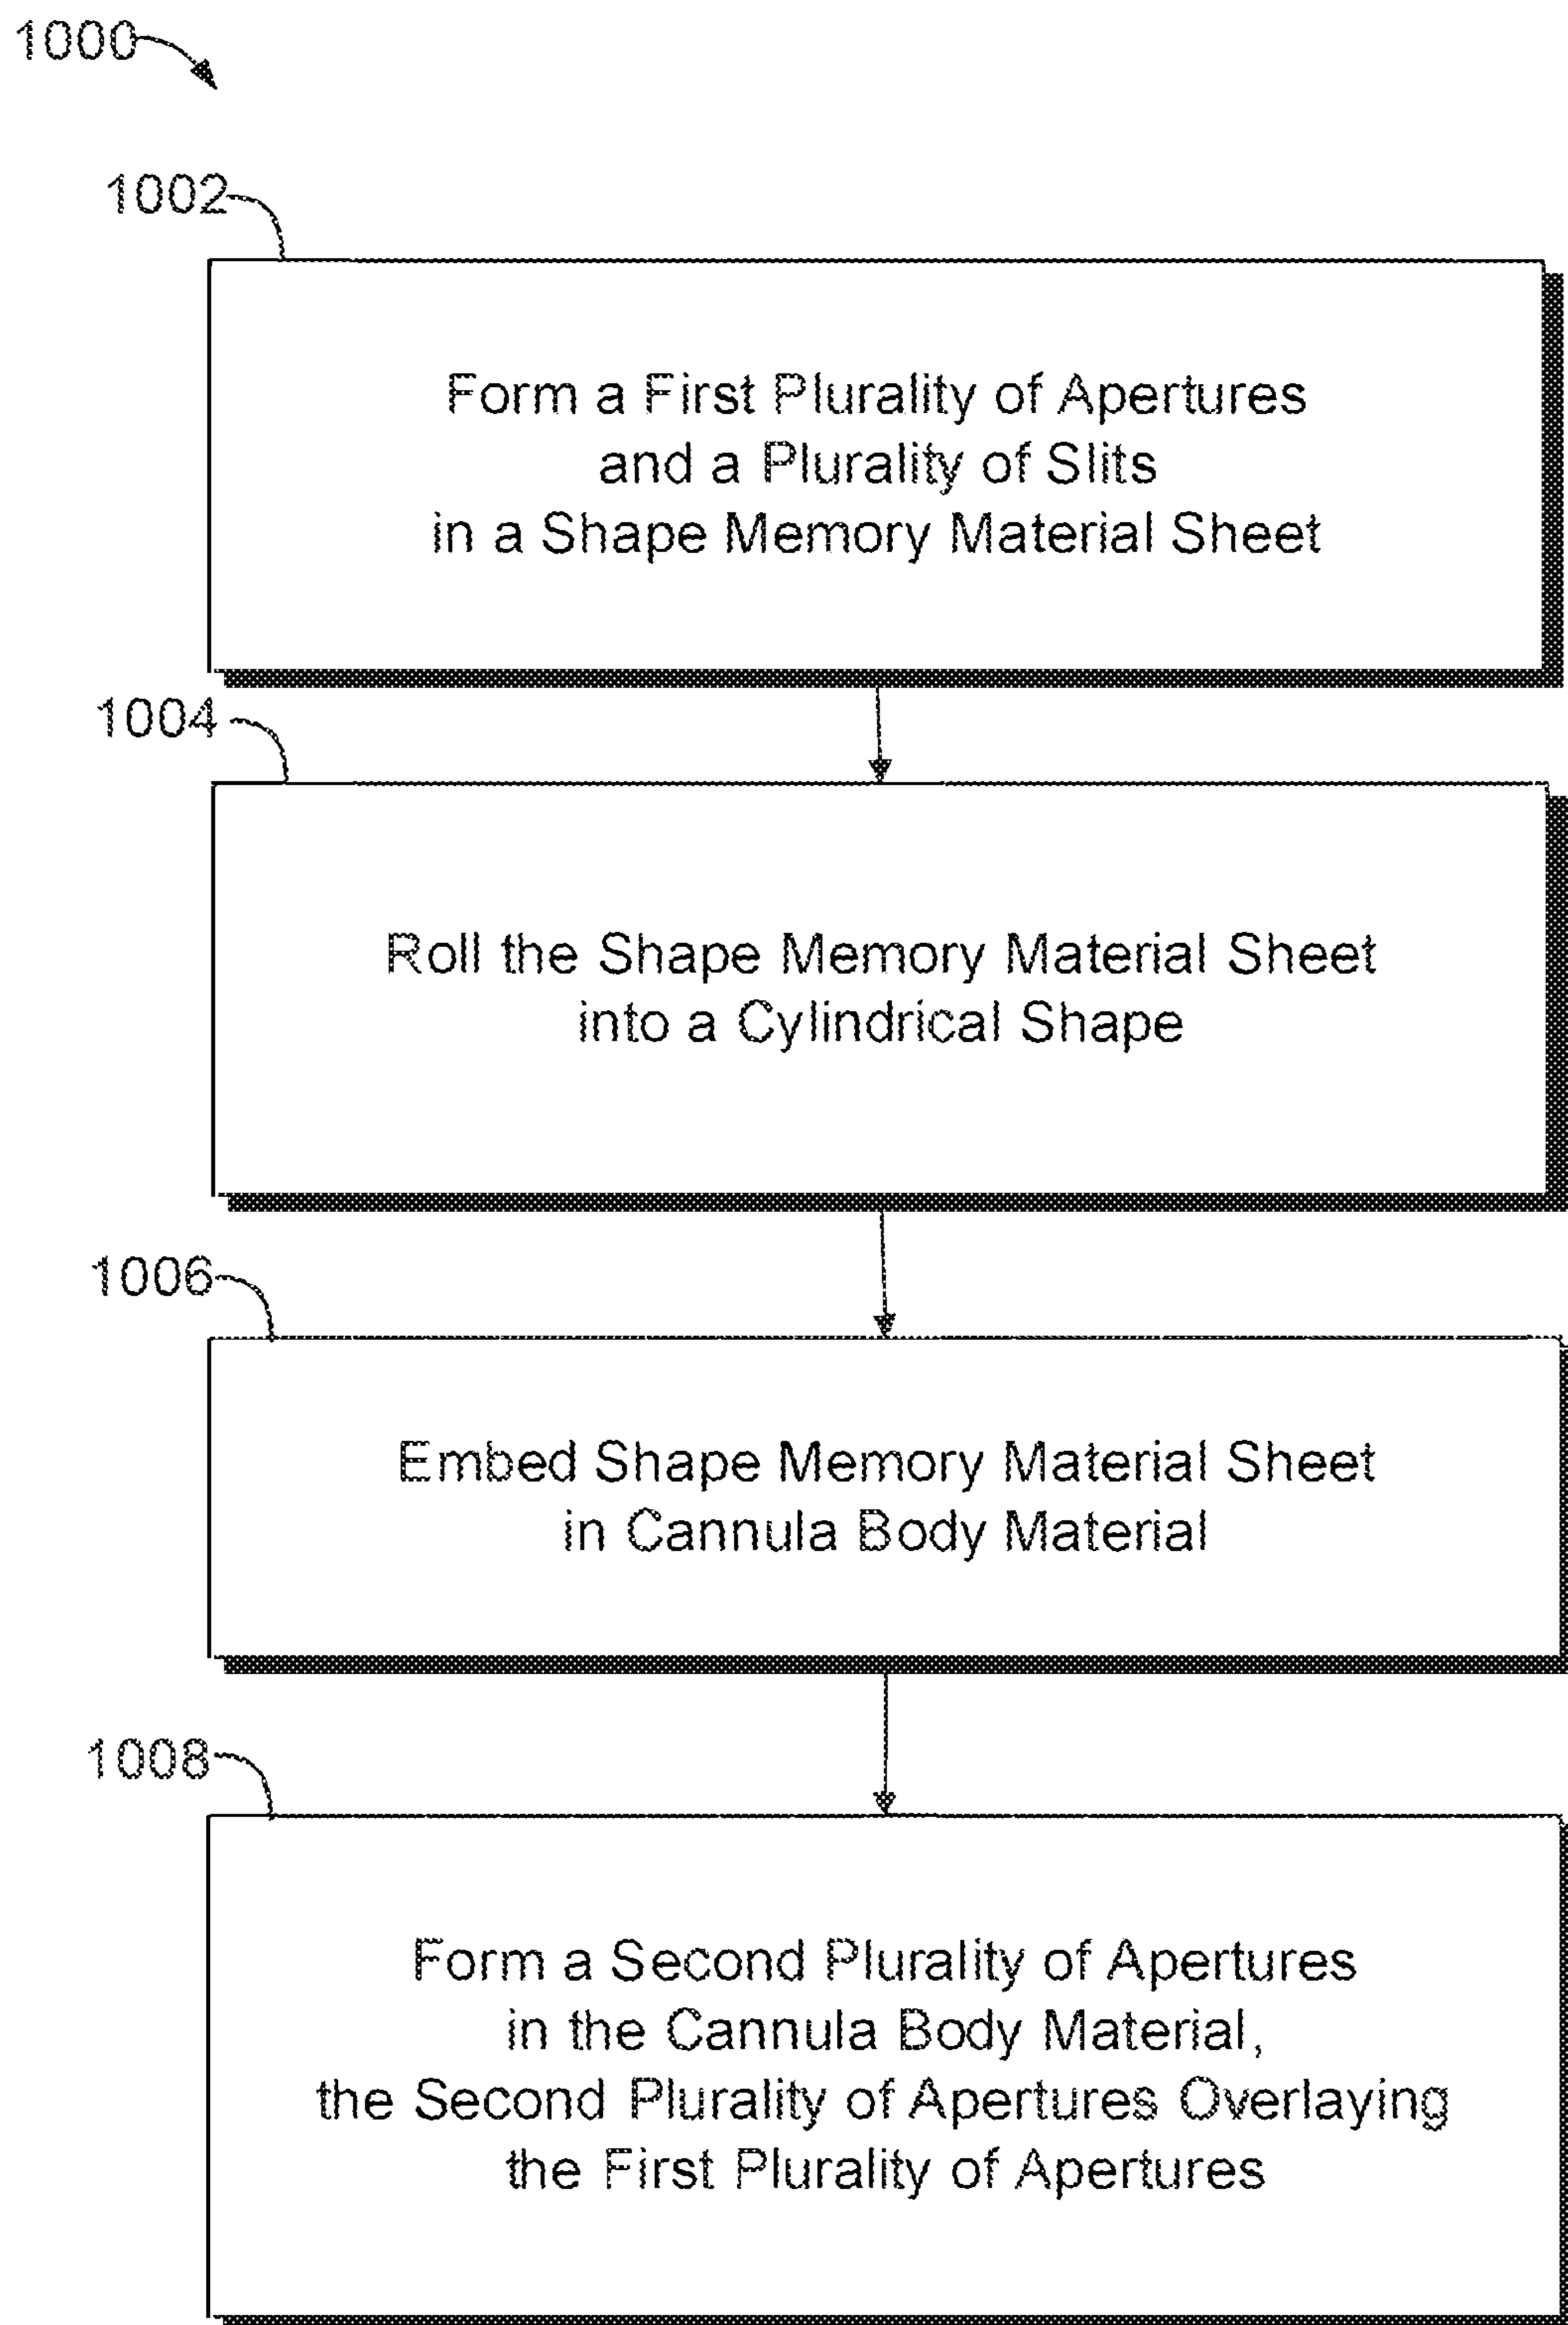 1000
1002
Form a First Plurality of Apertures
and a Plurality of Slits
in a Shape Memory Material Sheet
1004
Roll the Shape Memory Material Sheet
into a Cylindrical Shape
1006
Embed Shape Memory Material Sheet
in Cannula Body Material
1008
Form a Second Plurality of Apertures
in the Cannula Body Material,
the Second Plurality of Apertures Overlaying
the First Plurality of Apertures